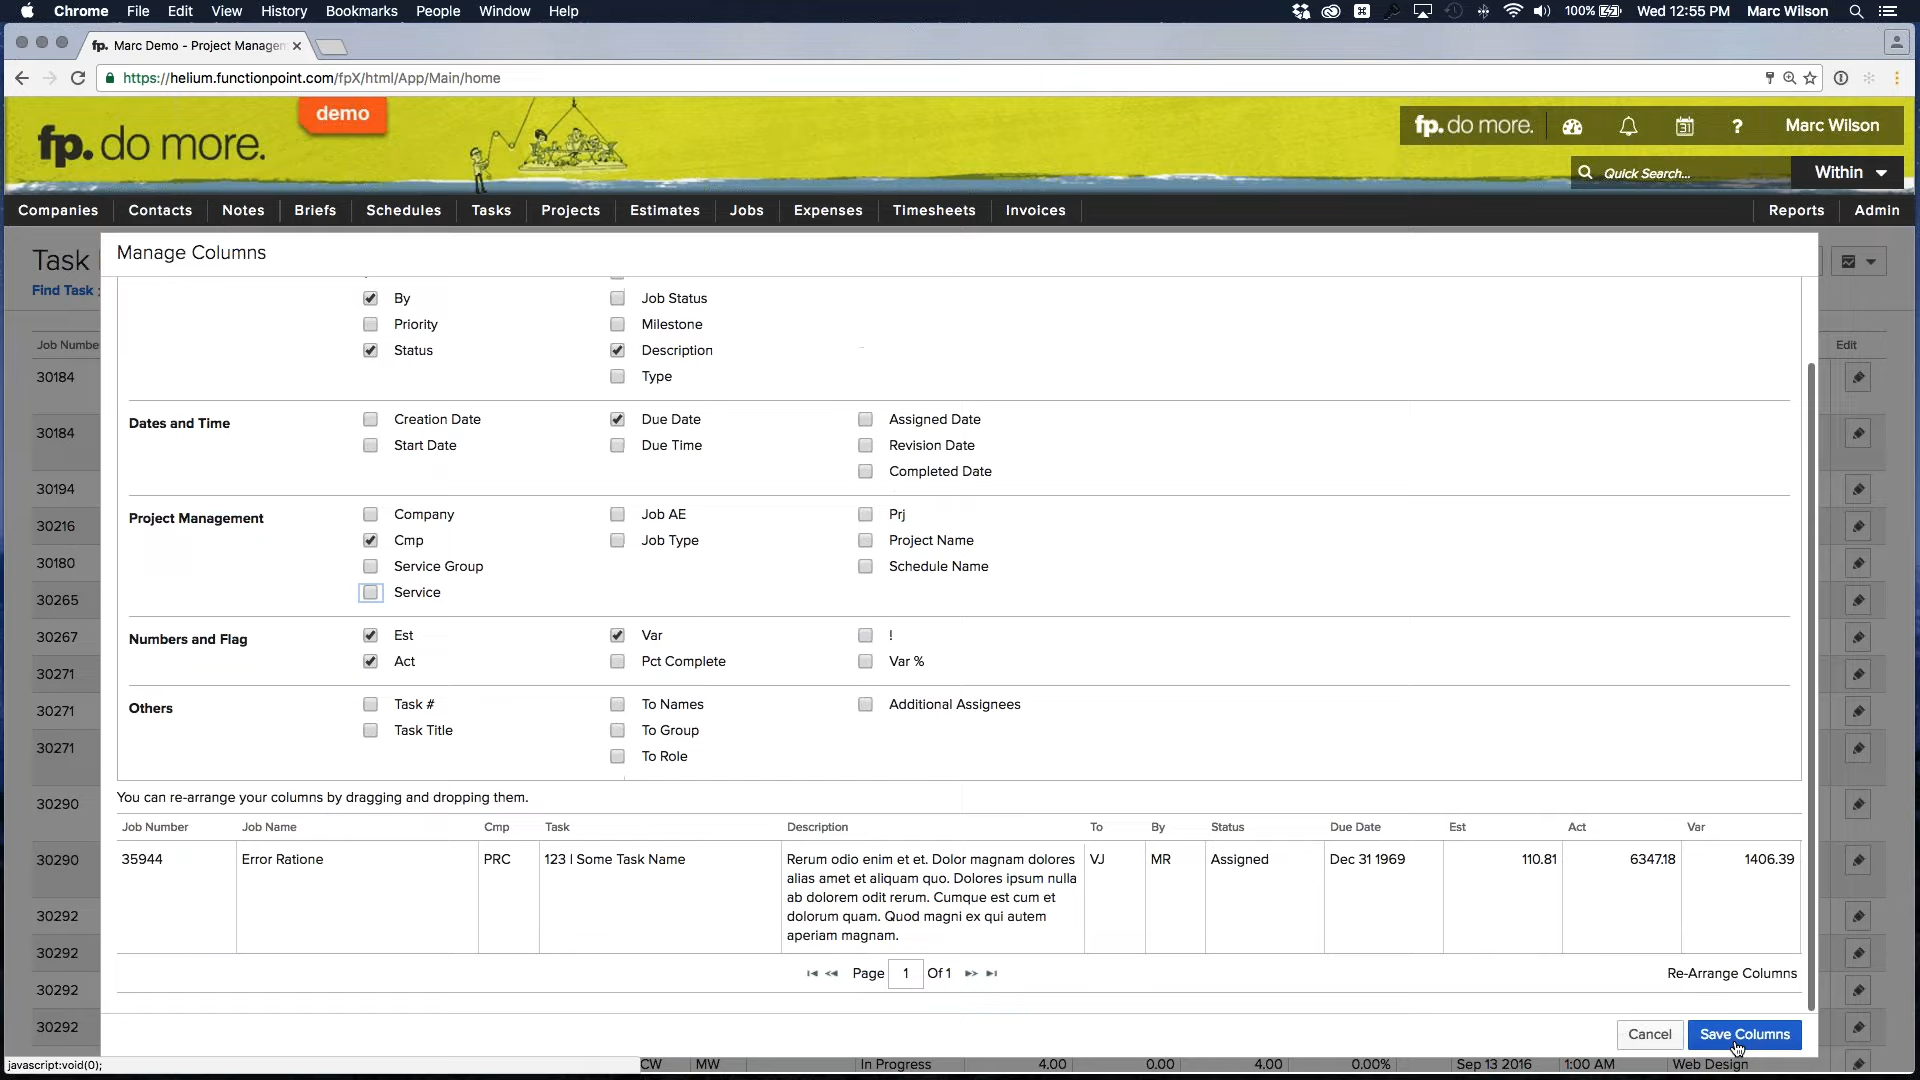 Chrome File Edit View History Bookmarks People Window Help 100% Wed 12:55 PM Marc Wilson
fp. Marc Demo - Project Managem
https://helium.functionpoint.com/fpX/html/App/Main/home
demo
fp. do more.
fp. do more. 31 ? Marc Wilson
Quick Search... Within
Companies Contacts Notes Briefs Schedules Tasks Projects Estimates Jobs Expenses Timesheets Invoices Reports Admin
Task
Find Task
Manage Columns
Job Numbe
Edit
By Job Status
Priority Milestone
Status Description
Type
Dates and Time Creation Date Due Date Assigned Date
Start Date Due Time Revision Date
Completed Date
Project Management Company Job AE Prj
Cmp Job Type Project Name
Service Group Schedule Name
Service
Numbers and Flag Est Var !
Act Pct Complete Var %
Others Task # To Names Additional Assignees
Task Title To Group
To Role
30184
30184
30194
30216
30180
30265
30267
30271
30271
30271
30290
30290
30292
30292
30292
30292
You can re-arrange your columns by dragging and dropping them.
Job Number Job Name Cmp Task Description To By Status Due Date Est Act Var
35944 Error Ratione PRC 123 | Some Task Name Rerum odio enim et et. Dolor magnam dolores VJ MR Assigned Dec 31 1969 110.81 6347.18 1406.39
alias amet et aliquam quo. Dolores ipsum nulla
ab dolorem odit rerum. Cumque est cum et
dolorum quam. Quod magni ex qui autem
aperiam magnam.
Page 1 Of 1 Re-Arrange Columns
Cancel Save Columns
javascript:void(0); CW MW In Progress 4.00 0.00 4.00 0.00% Sep 13 2016 1:00 AM Web Design